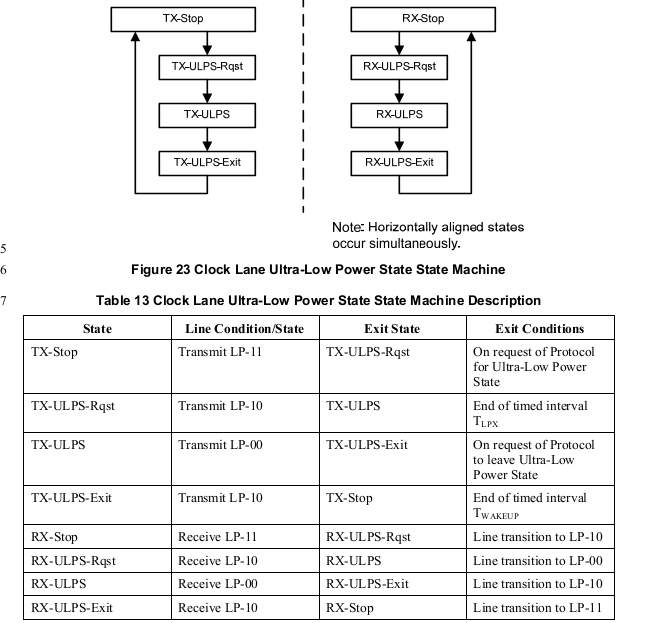 TX-Stop
RX-Stop
TX-ULPS-Rqst
RX-ULPS-Rqst
TX-ULPS
RX-ULPS
TX-ULPS-Exit
RX-ULPS-Exit
Note: Horizontally aligned states
occur simultaneously.
5
6 Figure 23 Clock Lane Ultra-Low Power State State Machine
7 Table 13 Clock Lane Ultra-Low Power State State Machine Description
State Line Condition/State Exit State Exit Conditions
TX-Stop Transmit LP-11 TX-ULPS-Rqst On request of Protocol
for Ultra-Low Power
State
TX-ULPS-Rqst Transmit LP-10 TX-ULPS End of timed interval
TLPX
TX-ULPS Transmit LP-00 TX-ULPS-Exit On request of Protocol
to leave Ultra-Low
Power State
TX-ULPS-Exit Transmit LP-10 TX-Stop End of timed interval
TWAKEUP
RX-Stop Receive LP-11 RX-ULPS-Rqst Line transition to LP-10
RX-ULPS-Rqst Receive LP-10 RX-ULPS Line transition to LP-00
RX-ULPS Receive LP-00 RX-ULPS-Exit Line transition to LP-10
RX-ULPS-Exit Receive LP-10 RX-Stop Line transition to LP-11